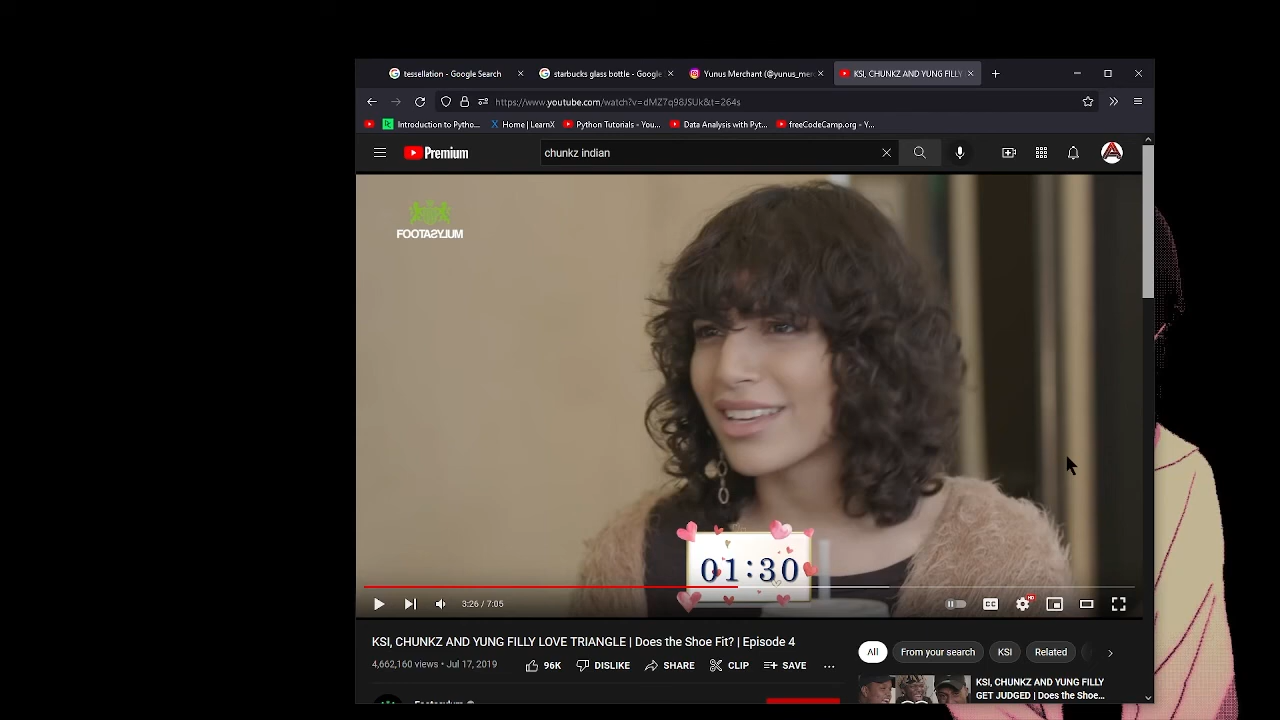 tessellation - Google Search
starbucks glass bottle - Google
Yunus Merchant (@yunus_mer
KSI, CHUNKZ AND YUNG FILLY
https://www.youtube.com/watch?v=dMZ7q98JSUk&t=264s
Introduction to Pytho...
Home | LearnX
Python Tutorials - You...
Data Analysis with Pyt...
freeCodeCamp.org - Y...
Premium
chunkz indian
FOOTASYLUM
01:30
3:26 / 7:05
CC
HD
KSI, CHUNKZ AND YUNG FILLY LOVE TRIANGLE | Does the Shoe Fit? | Episode 4
4,662,160 views • Jul 17, 2019
96K
DISLIKE
SHARE
CLIP
SAVE
...
All
From your search
KSI
Related
KSI, CHUNKZ AND YUNG FILLY
GET JUDGED | Does the Shoe...